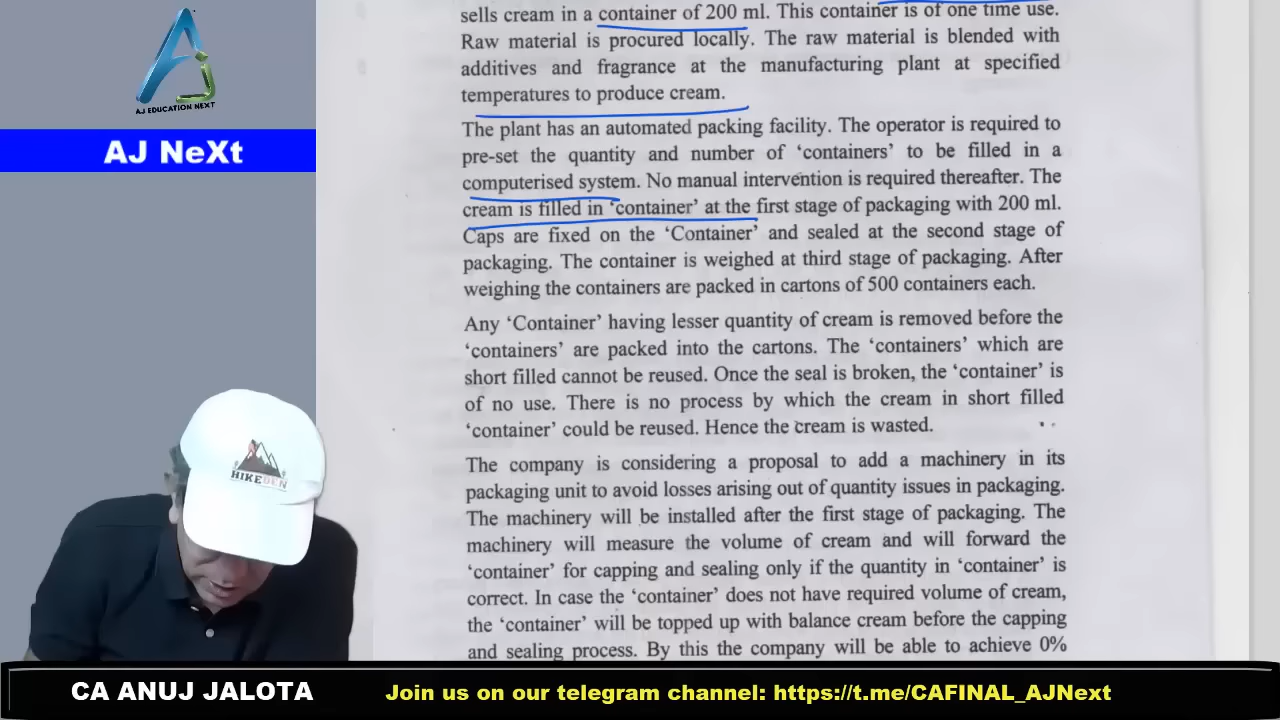 sells cream in a container of 200 ml. This container is of one time use.
Raw material is procured locally. The raw material is blended with
additives and fragrance at the manufacturing plant at specified
temperatures to produce cream.
The plant has an automated packing facility. The operator is required to
pre-set the quantity and number of ‘containers’ to be filled in a
computerised system. No manual intervention is required thereafter. The
cream is filled in ‘container’ at the first stage of packaging with 200 ml.
Caps are fixed on the ‘Container’ and sealed at the second stage of
packaging. The container is weighed at third stage of packaging. After
weighing the containers are packed in cartons of 500 containers each.
Any ‘Container’ having lesser quantity of cream is removed before the
‘containers’ are packed into the cartons. The ‘containers’ which are
short filled cannot be reused. Once the seal is broken, the ‘container’ is
of no use. There is no process by which the cream in short filled
‘container’ could be reused. Hence the cream is wasted.
The company is considering a proposal to add a machinery in its
packaging unit to avoid losses arising out of quantity issues in packaging.
The machinery will be installed after the first stage of packaging. The
machinery will measure the volume of cream and will forward the
‘container’ for capping and sealing only if the quantity in ‘container’ is
correct. In case the ‘container’ does not have required volume of cream,
the ‘container’ will be topped up with balance cream before the capping
and sealing process. By this the company will be able to achieve 0%
AJ EDUCATION NEXT
AJ NeXt
HIKEDEN
CA ANUJ JALOTA
Join us on our telegram channel: https://t.me/CAFINAL_AJNext